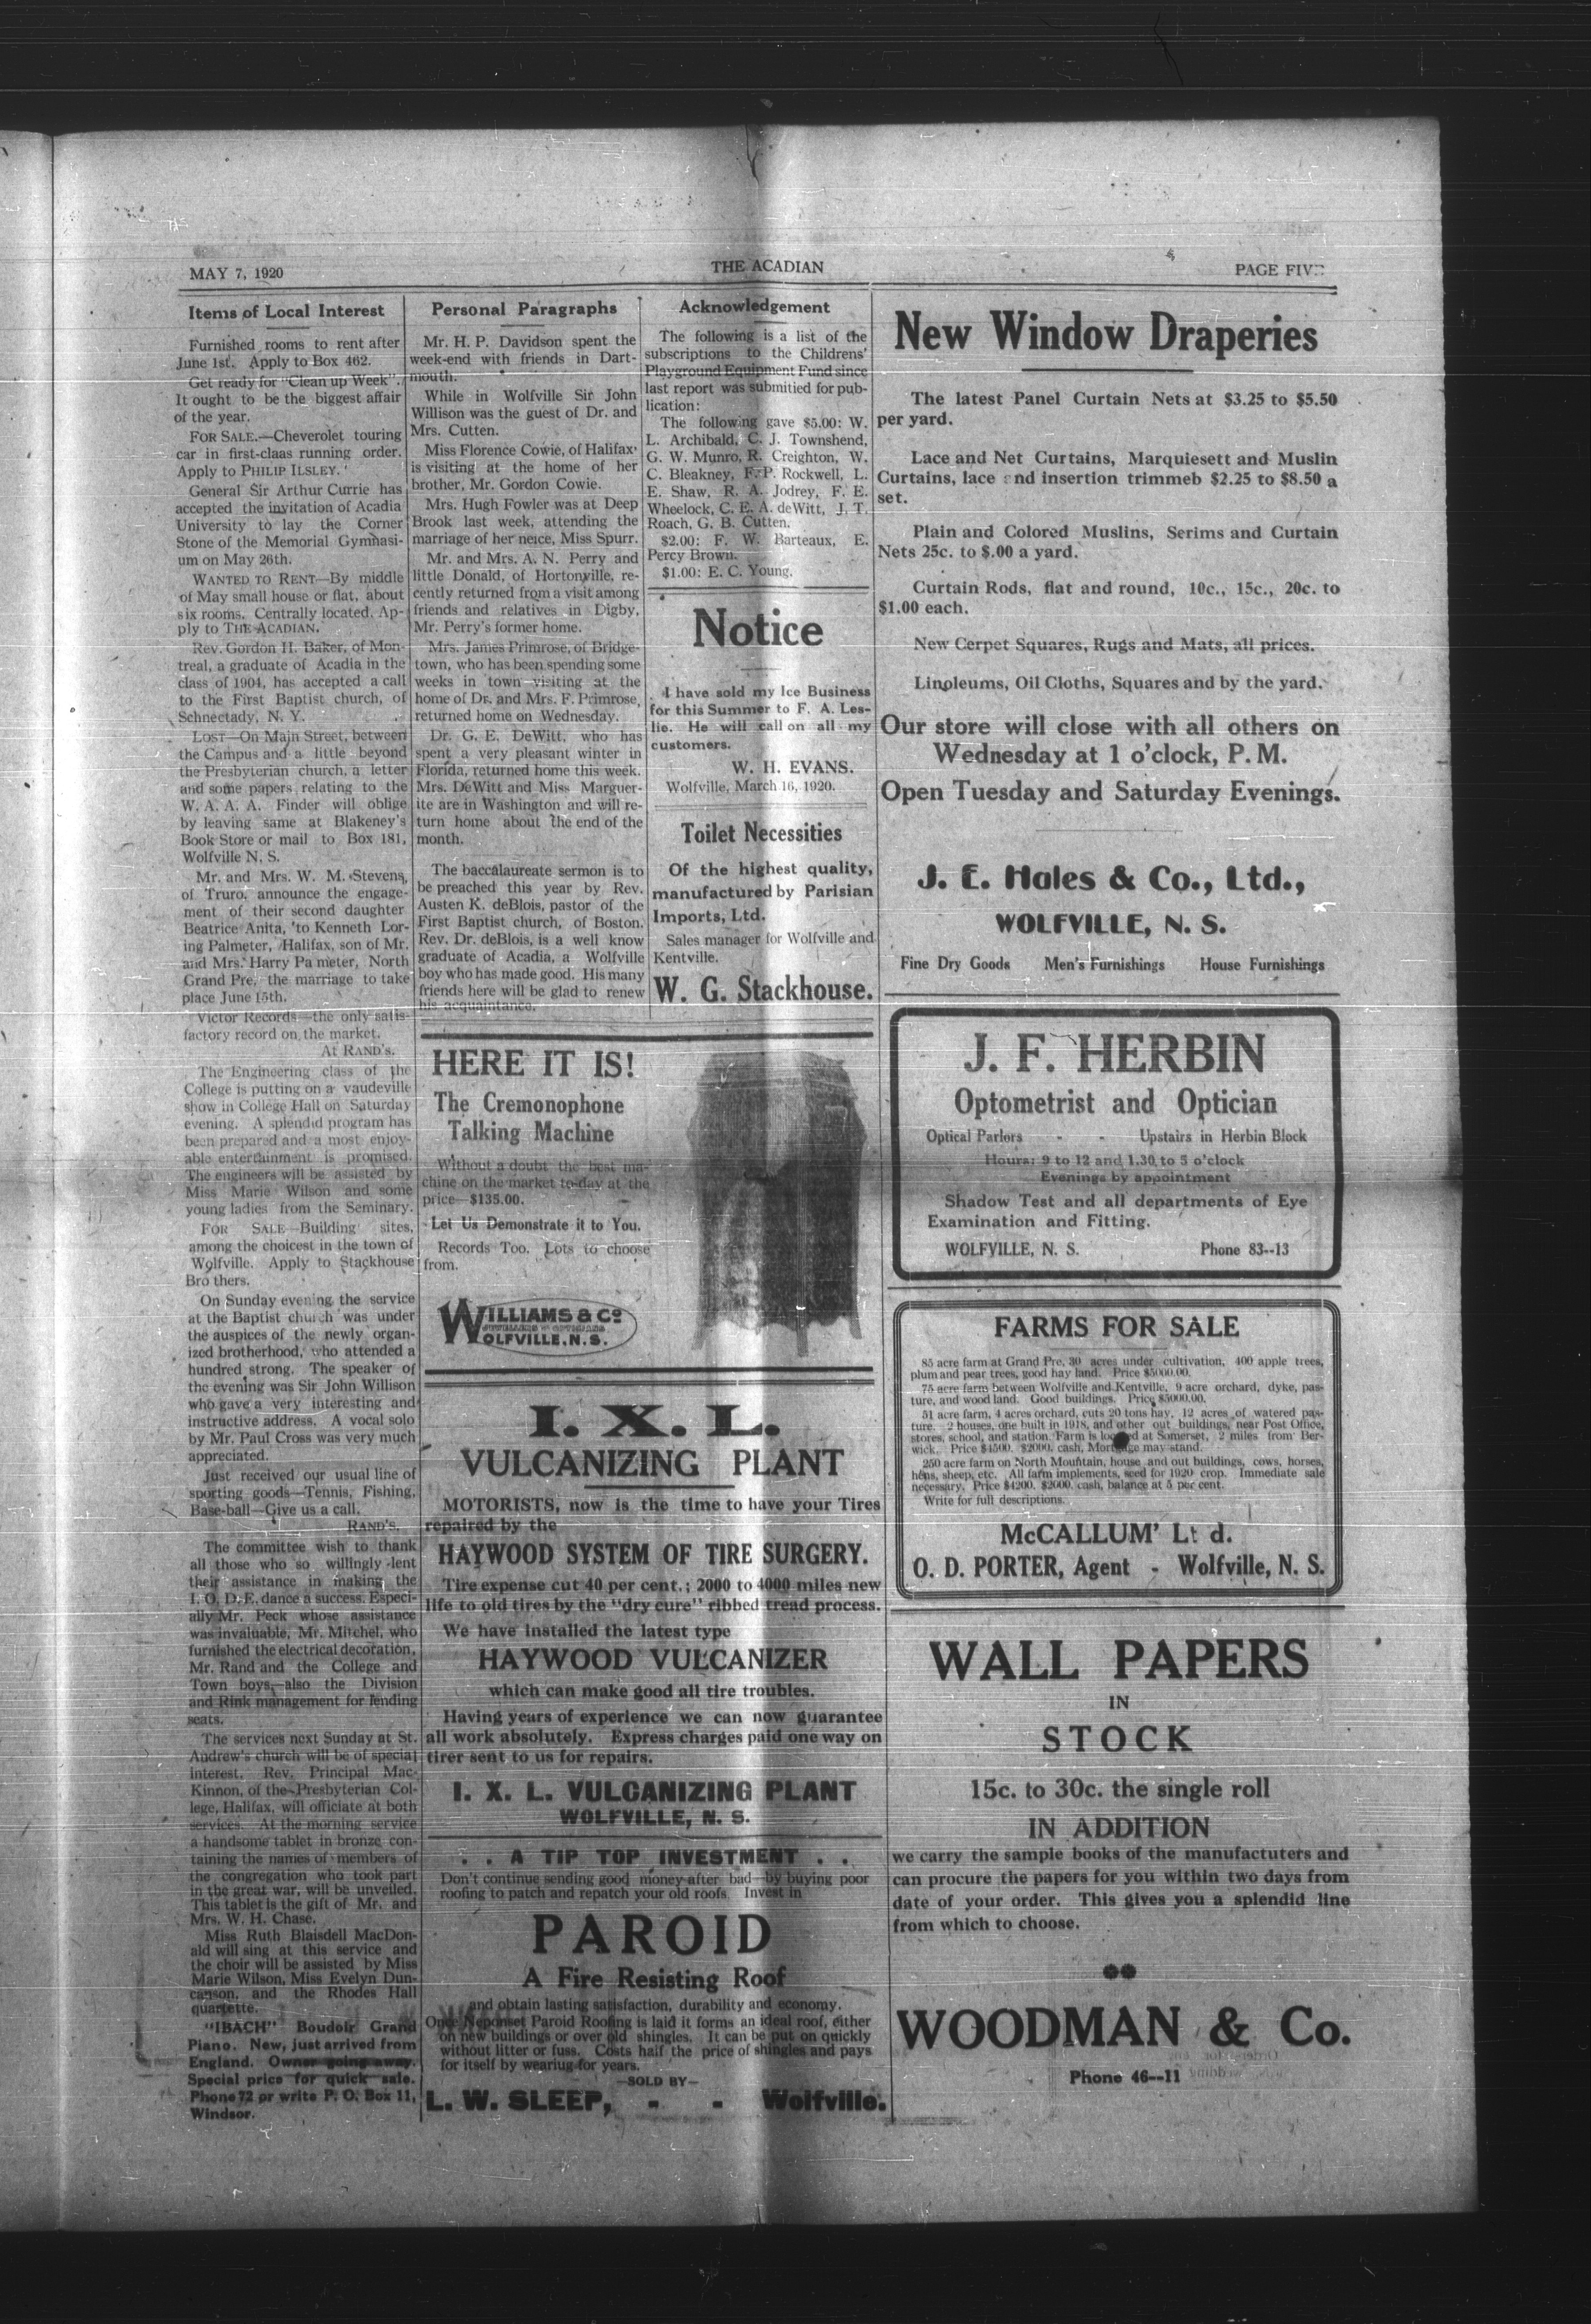 MAY 7, 1920
THE ACADIAN
PAGE FIVE
Items of Local Interest
Furnished rooms to rent after
June 1st. Apply to Box 462.
Get ready for "Clean up Week".
It ought to be the biggest affair
of the year.
FOR SALE.—Cheverolet touring
car in first-claas running order.
Apply to PHILIP ILSLEY.
General Sir Arthur Currie has
accepted the invitation of Acadia
University to lay the Corner
Stone of the Memorial Gymnasi-
um on May 26th.
WANTED TO RENT—By middle
of May small house or flat, about
six rooms. Centrally located. Ap-
ply to THE ACADIAN.
Rev. Gordon H. Baker, of Mon-
treal, a graduate of Acadia in the
class of 1904, has accepted a call
to the First Baptist church, of
Schnectady, N. Y.
LOST—On Main Street, between
the Campus and a little beyond
the Presbyterian church, a letter
and some papers relating to the
W. A. A. A. Finder will oblige
by leaving same at Blakeney's
Book Store or mail to Box 181,
Wolfville N. S.
Mr. and Mrs. W. M. Stevens,
of Truro, announce the engage-
ment of their second daughter
Beatrice Anita, to Kenneth Lor-
ing Palmeter, Halifax, son of Mr.
and Mrs. Harry Pa meter, North
Grand Pre, the marriage to take
place June 15th.
Victor Records—the only satis-
factory record on the market.
At RAND'S.
The Engineering class of the
College is putting on a vaudeville
show in College Hall on Saturday
evening. A splendid program has
been prepared and a most enjoy-
able entertainment is promised.
The engineers will be assisted by
Miss Marie Wilson and some
young ladies from the Seminary.
FOR SALE—Building sites,
among the choicest in the town of
Wolfville. Apply to Stackhouse
Bro thers.
On Sunday evening the service
at the Baptist church was under
the auspices of the newly organ-
ized brotherhood, who attended a
hundred strong. The speaker of
the evening was Sir John Willison
who gave a very interesting and
instructive address. A vocal solo
by Mr. Paul Cross was very much
appreciated.
Just received our usual line of
sporting goods—Tennis, Fishing,
Base-ball—Give us a call.
RAND'S.
The committee wish to thank
all those who so willingly lent
their assistance in making the
I. O. D. E. dance a success. Especi-
ally Mr. Peck whose assistance
was invaluable, Mr. Mitchel, who
furnished the electrical decoration,
Mr. Rand and the College and
Town boys,—also the Division
and Rink management for lending
seats.
The services next Sunday at St.
Andrew's church will be of special
interest. Rev. Principal Mac-
Kinnon, of the Presbyterian Col-
lege, Halifax, will officiate at both
services. At the morning service
a handsome tablet in bronze con-
taining the names of members of
the congregation who took part
in the great war, will be unveiled.
This tablet is the gift of Mr. and
Mrs. W. H. Chase.
Miss Ruth Blaisdell MacDon-
ald will sing at this service and
the choir will be assisted by Miss
Marie Wilson, Miss Evelyn Dun-
canson, and the Rhodes Hall
quartette.
"IBACH" Boudoir Grand
Piano. New, just arrived from
England. Owner going away.
Special price for quick sale.
Phone 72 or write P. O. Box 11,
Windsor.
Personal Paragraphs
Mr. H. P. Davidson spent the
week-end with friends in Dart-
mouth.
While in Wolfville Sir John
Willison was the guest of Dr. and
Mrs. Cutten.
Miss Florence Cowie, of Halifax,
is visiting at the home of her
brother, Mr. Gordon Cowie.
Mrs. Hugh Fowler was at Deep
Brook last week, attending the
marriage of her neice, Miss Spurr.
Mr. and Mrs. A. N. Perry and
little Donald, of Hortonville, re-
cently returned from a visit among
friends and relatives in Digby,
Mr. Perry's former home.
Mrs. James Primrose, of Bridge-
town, who has been spending some
weeks in town visiting at the
home of Dr. and Mrs. F. Primrose,
returned home on Wednesday.
Dr. G. E. DeWitt, who has
spent a very pleasant winter in
Florida, returned home this week.
Mrs. DeWitt and Miss Marguer-
ite are in Washington and will re-
turn home about the end of the
month.
The baccalaureate sermon is to
be preached this year by Rev.
Austen K. deBlois, pastor of the
First Baptist church, of Boston.
Rev. Dr. deBlois, is a well know
graduate of Acadia, a Wolfville
boy who has made good. His many
friends here will be glad to renew
his acquaintance.
Acknowledgement
The following is a list of the
subscriptions to the Childrens'
Playground Equipment Fund since
last report was submitied for pub-
lication:
The following gave $5.00: W.
L. Archibald, C. J. Townshend,
G. W. Munro, R. Creighton, W.
C. Bleakney, F. P. Rockwell, L.
E. Shaw, R. A. Jodrey, F. E.
Wheelock, C. E. A. deWitt, J. T.
Roach, G. B. Cutten.
$2.00: F. W. Barteaux, E.
Percy Brown.
$1.00: E. C. Young.
Notice
I have sold my Ice Business
for this Summer to F. A. Les-
lie. He will call on all my
customers.
W. H. EVANS.
Wolfville, March 16, 1920.
Toilet Necessities
Of the highest quality,
manufactured by Parisian
Imports, Ltd.
Sales manager for Wolfville and
Kentville.
W. G. Stackhouse.
HERE IT IS!
The Cremonophone
Talking Machine
Without a doubt the best ma-
chine on the market to-day at the
price—$135.00.
Let Us Demonstrate it to You.
Records Too. Lots to choose
from.
WILLIAMS & Co
JEWELLERS & OPTICIANS
WOLFVILLE, N. S.
I. X. L.
VULCANIZING PLANT
MOTORISTS, now is the time to have your Tires
repaired by the
HAYWOOD SYSTEM OF TIRE SURGERY.
Tire expense cut 40 per cent.; 2000 to 4000 miles new
life to old tires by the "dry cure" ribbed tread process.
We have installed the latest type
HAYWOOD VULCANIZER
which can make good all tire troubles.
Having years of experience we can now guarantee
all work absolutely. Express charges paid one way on
tirer sent to us for repairs.
I. X. L. VULCANIZING PLANT
WOLFVILLE, N. S.
. . A TIP TOP INVESTMENT . .
Don't continue sending good money after bad—by buying poor
roofing to patch and repatch your old roofs. Invest in
PAROID
A Fire Resisting Roof
and obtain lasting satisfaction, durability and economy.
Once Neponset Paroid Roofing is laid it forms an ideal roof, either
on new buildings or over old shingles. It can be put on quickly
without litter or fuss. Costs half the price of shingles and pays
for itself by weariug for years.
—SOLD BY—
L. W. SLEEP, - - Wolfville.
New Window Draperies
The latest Panel Curtain Nets at $3.25 to $5.50
per yard.
Lace and Net Curtains, Marquiesett and Muslin
Curtains, lace and insertion trimmeb $2.25 to $8.50 a
set.
Plain and Colored Muslins, Serims and Curtain
Nets 25c. to $.00 a yard.
Curtain Rods, flat and round, 10c., 15c., 20c. to
$1.00 each.
New Cerpet Squares, Rugs and Mats, all prices.
Linoleums, Oil Cloths, Squares and by the yard.
Our store will close with all others on
Wednesday at 1 o'clock, P. M.
Open Tuesday and Saturday Evenings.
J. E. Hales & Co., Ltd.,
WOLFVILLE, N. S.
Fine Dry Goods Men's Furnishings House Furnishings
J. F. HERBIN
Optometrist and Optician
Optical Parlors - - Upstairs in Herbin Block
Hours: 9 to 12 and 1.30 to 5 o'clock
Evenings by appointment
Shadow Test and all departments of Eye
Examination and Fitting.
WOLFVILLE, N. S. Phone 83--13
FARMS FOR SALE
85 acre farm at Grand Pre, 30 acres under cultivation, 400 apple trees,
plum and pear trees, good hay land. Price $5000.00.
75 acre farm between Wolfville and Kentville, 9 acre orchard, dyke, pas-
ture, and wood land. Good buildings. Price $5000.00.
51 acre farm, 4 acres orchard, cuts 20 tons hay, 12 acres of watered pas-
ture. 2 houses, one built in 1918, and other out buildings, near Post Office,
stores, school, and station. Farm is located at Somerset, 2 miles from Ber-
wick. Price $4500. $2000. cash, Mortgage may stand.
250 acre farm on North Mountain, house and out buildings, cows, horses,
hens, sheep, etc. All farm implements, seed for 1920 crop. Immediate sale
necessary. Price $4200. $2000. cash, balance at 5 per cent.
Write for full descriptions.
McCALLUM' Lt d.
O. D. PORTER, Agent - Wolfville, N. S.
WALL PAPERS
IN
STOCK
15c. to 30c. the single roll
IN ADDITION
we carry the sample books of the manufactuters and
can procure the papers for you within two days from
date of your order. This gives you a splendid line
from which to choose.
WOODMAN & Co.
Phone 46--11